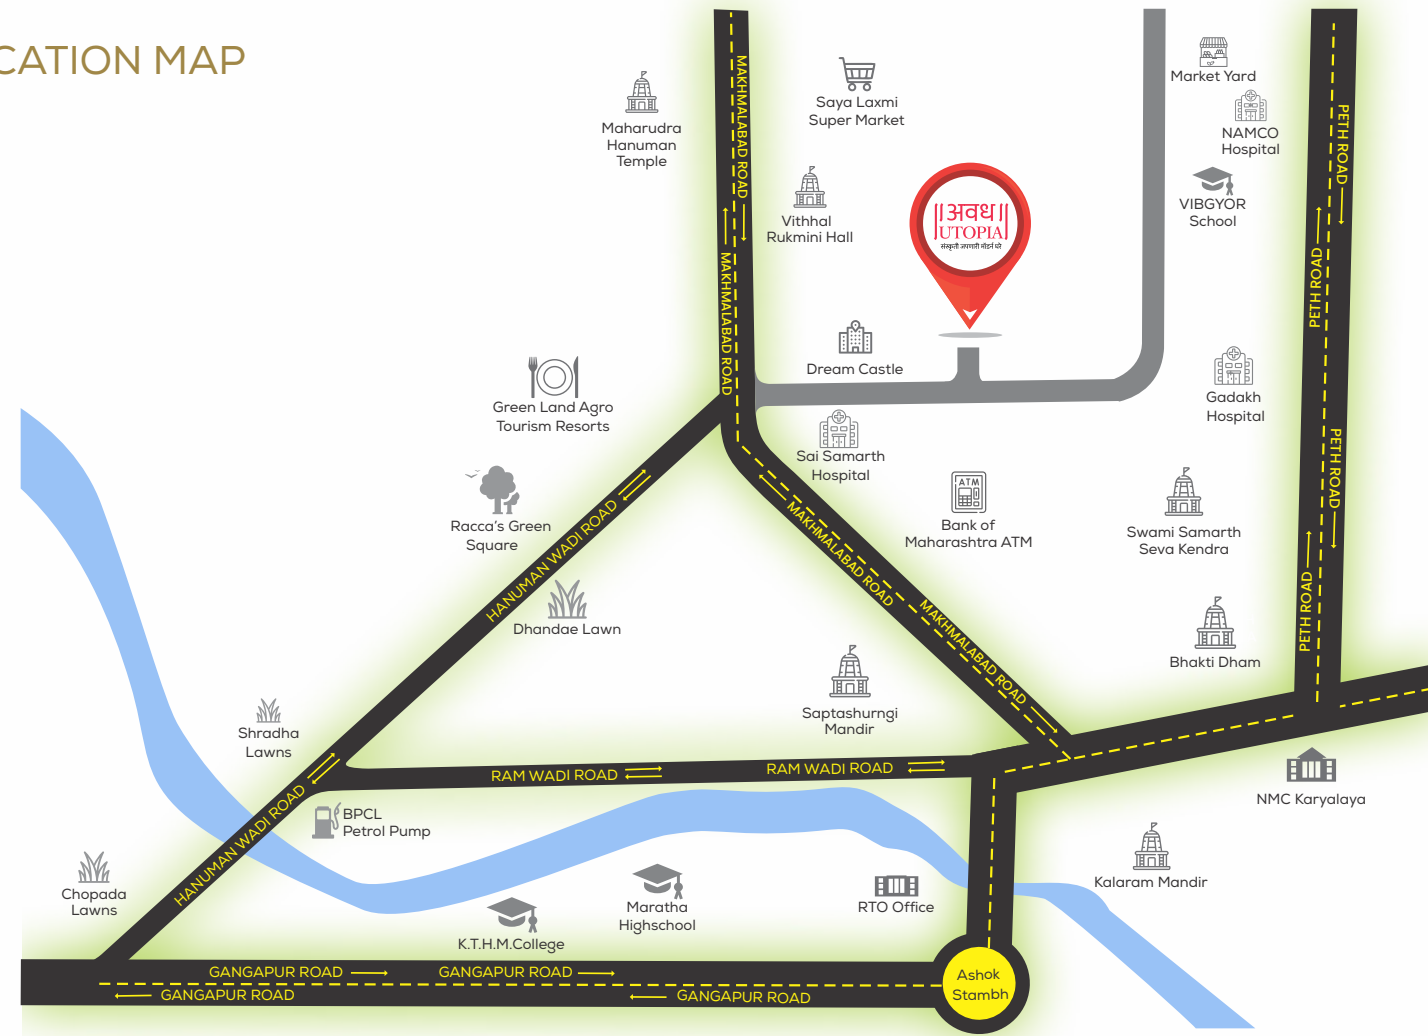 CATION MAP
MAKHMALABAD ROAD
Maharudra
Hanuman
Temple
Saya Laxmi
Super Market
Market Yard
NAMCO
Hospital
VIBGYOR
School
PETH ROAD
Vithhal
Rukmini Hall
||अवध||
UTOPIA
संस्कृती जपणारी मॉडर्न घरे
MAKHMALABAD ROAD
PETH ROAD
Dream Castle
Green Land Agro
Tourism Resorts
Gadakh
Hospital
Sai Samarth
Hospital
PETH ROAD
ATM
Bank of
Maharashtra ATM
Racca's Green
Square
HANUMAN WADI ROAD
MAKHMALABAD ROAD
Swami Samarth
Seva Kendra
Dhandae Lawn
MAKHMALABAD ROAD
PETH ROAD
Bhakti Dham
Saptashurngi
Mandir
Shradha
Lawns
RAM WADI ROAD
RAM WADI ROAD
NMC Karyalaya
BPCL
Petrol Pump
HANUMAN WADI ROAD
Chopada
Lawns
Kalaram Mandir
Maratha
Highschool
RTO Office
K.T.H.M.College
GANGAPUR ROAD
GANGAPUR ROAD
GANGAPUR ROAD
GANGAPUR ROAD
Ashok
Stambh